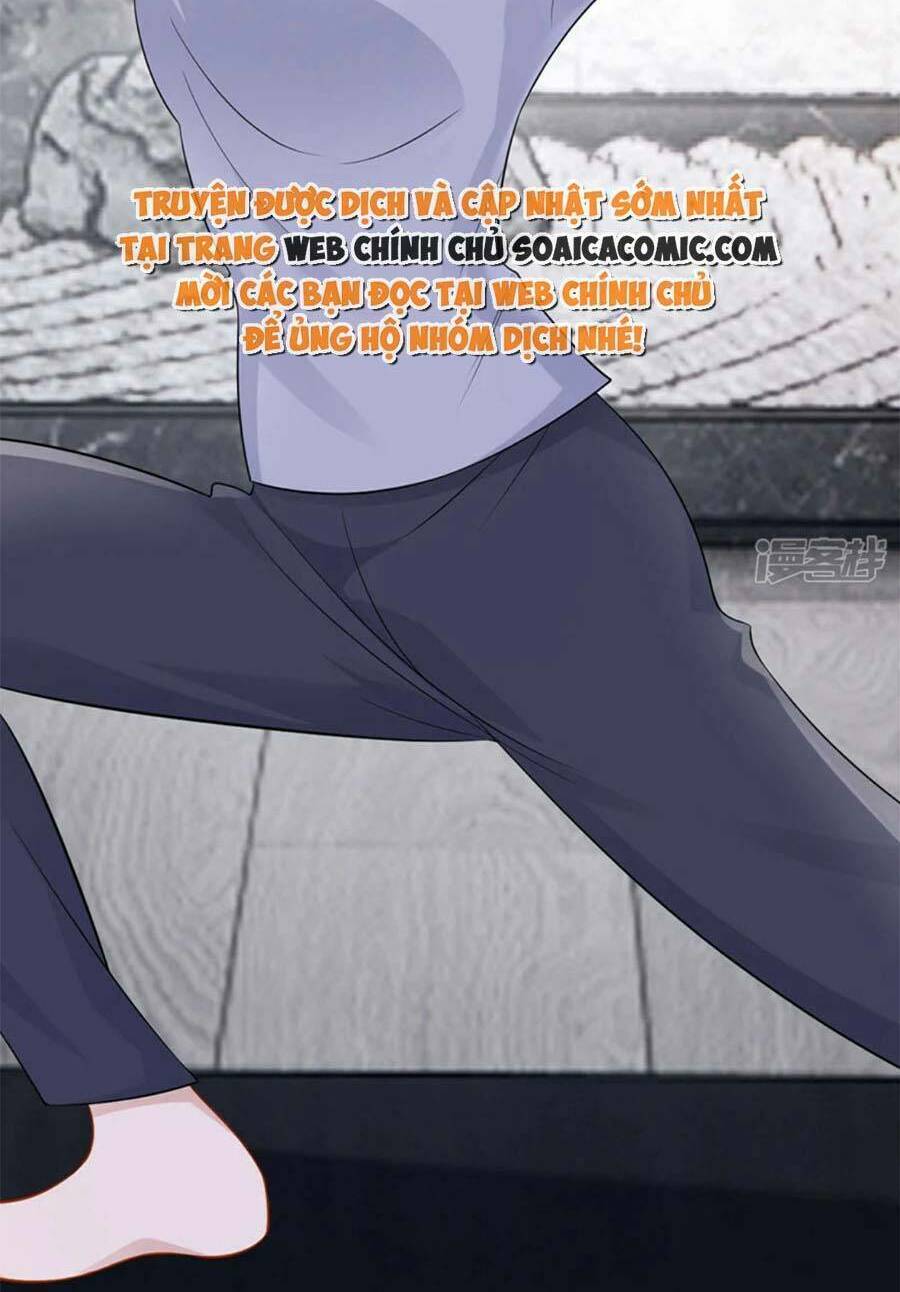 TRUYỆN ĐƯỢC DỊCH VÀ CẬP NHẬT SỚM NHẤT
TẠI TRANG WEB CHÍNH CHỦ SOAICACOMIC.COM
MỜI CÁC BẠN ĐỌC TẠI WEB CHÍNH CHỦ
ĐỂ ỦNG HỘ NHÓM DỊCH NHÉ!
漫客栈